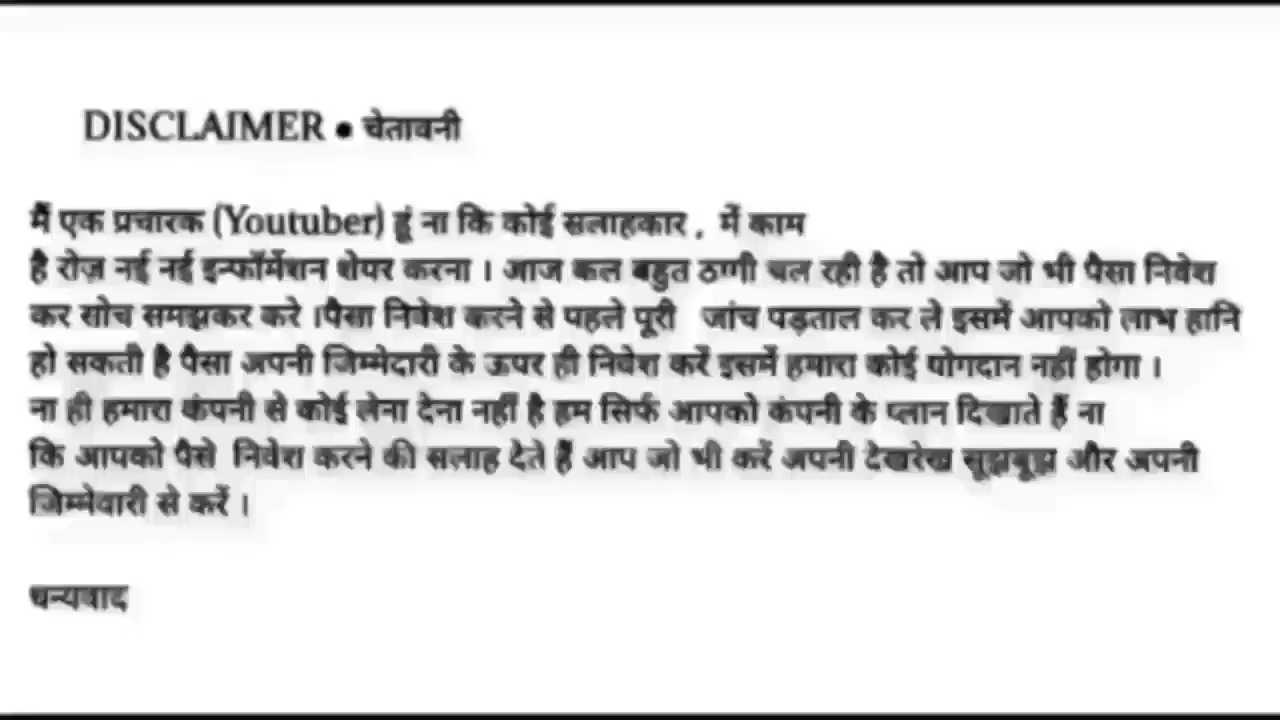 DISCLAIMER • चेतावनी
मैं एक प्रचारक (Youtuber) हूं ना कि कोई सलाहकार , में काम
है रोज़ नई नई इन्फॉर्मेशन शेयर करना । आज कल बहुत ठग्गी चल रही है तो आप जो भी पैसा निवेश
कर सोच समझकर करे ।पैसा निवेश करने से पहले पूरी जांच पड़ताल कर ले इसमें आपको लाभ हानि
हो सकती है पैसा अपनी जिम्मेदारी के ऊपर ही निवेश करें इसमें हमारा कोई योगदान नहीं होगा ।
ना ही हमारा कंपनी से कोई लेना देना नहीं है हम सिर्फ आपको कंपनी के प्लान दिखाते हैं ना
कि आपको पैसे निवेश करने की सलाह देते हैं आप जो भी करें अपनी देखरेख सूझबूझ और अपनी
जिम्मेवारी से करें ।
धन्यवाद